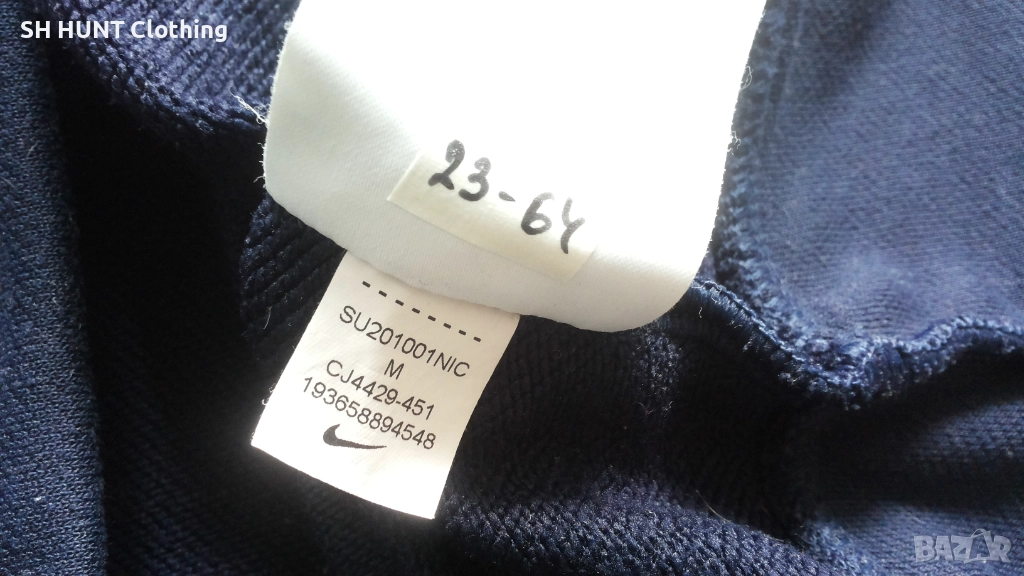 SH HUNT Clothing
23-64
SU201001NIC
M
CJ4429-451
193658894548
BAZAR